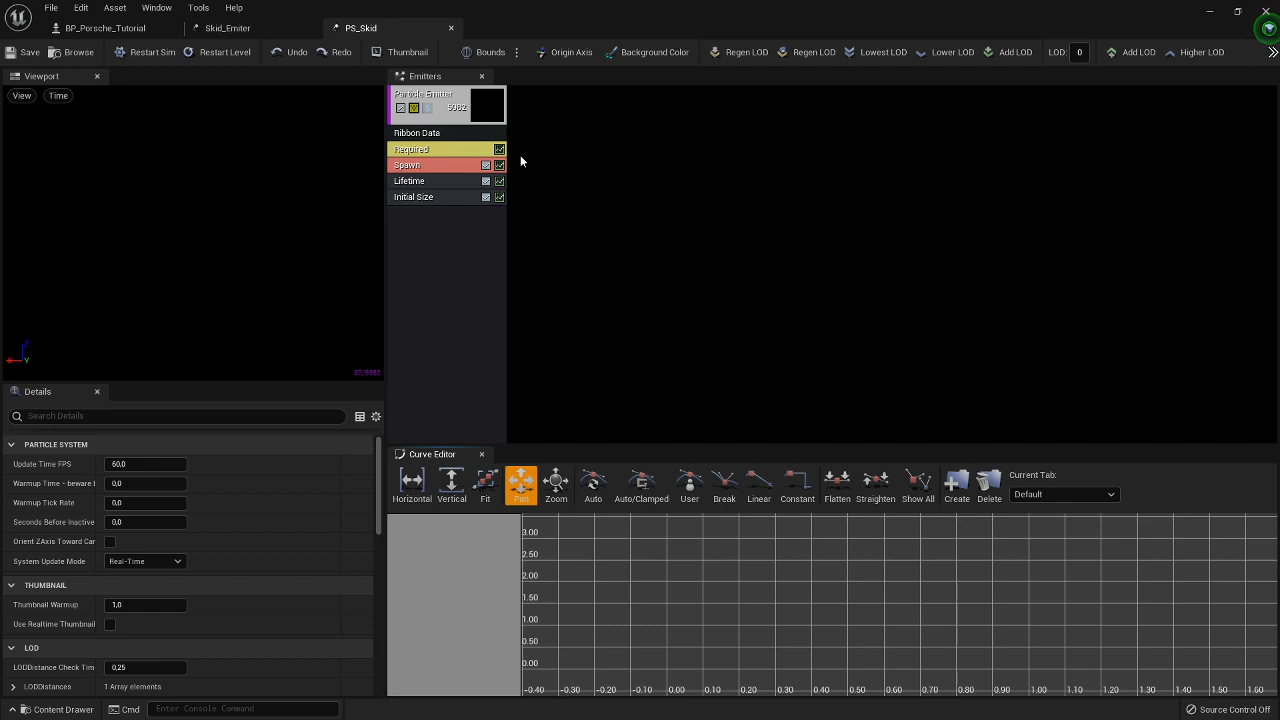 File Edit Asset Window Tools Help
BP_Porsche_Tutorial Skid_Emiter PS_Skid
Save Browse Restart Sim Restart Level Undo Redo Thumbnail Bounds Origin Axis Background Color Regen LOD Regen LOD Lowest LOD Lower LOD Add LOD LOD: 0 Add LOD Higher LOD
Viewport Emitters
View Time
Particle Emitter
5382
Ribbon Data
Required
Spawn
Lifetime
Initial Size
Z
X Y
87/5382
Details
Search Details
PARTICLE SYSTEM
Update Time FPS 60,0
Warmup Time - beware h 0,0
Warmup Tick Rate 0,0
Seconds Before Inactive 0,0
Orient ZAxis Toward Car
System Update Mode Real-Time
THUMBNAIL
Thumbnail Warmup 1,0
Use Realtime Thumbnail
LOD
LODDistance Check Tim 0,25
LODDistances 1 Array elements
Curve Editor
Horizontal Vertical Fit Pan Zoom Auto Auto/Clamped User Break Linear Constant Flatten Straighten Show All Create Delete
Current Tab:
Default
3.00
2.50
2.00
1.50
1.00
0.50
0.00
-0.40 -0.30 -0.20 -0.10 0.00 0.10 0.20 0.30 0.40 0.50 0.60 0.70 0.80 0.90 1.00 1.10 1.20 1.30 1.40 1.50 1.60
Content Drawer Cmd Enter Console Command Source Control Off